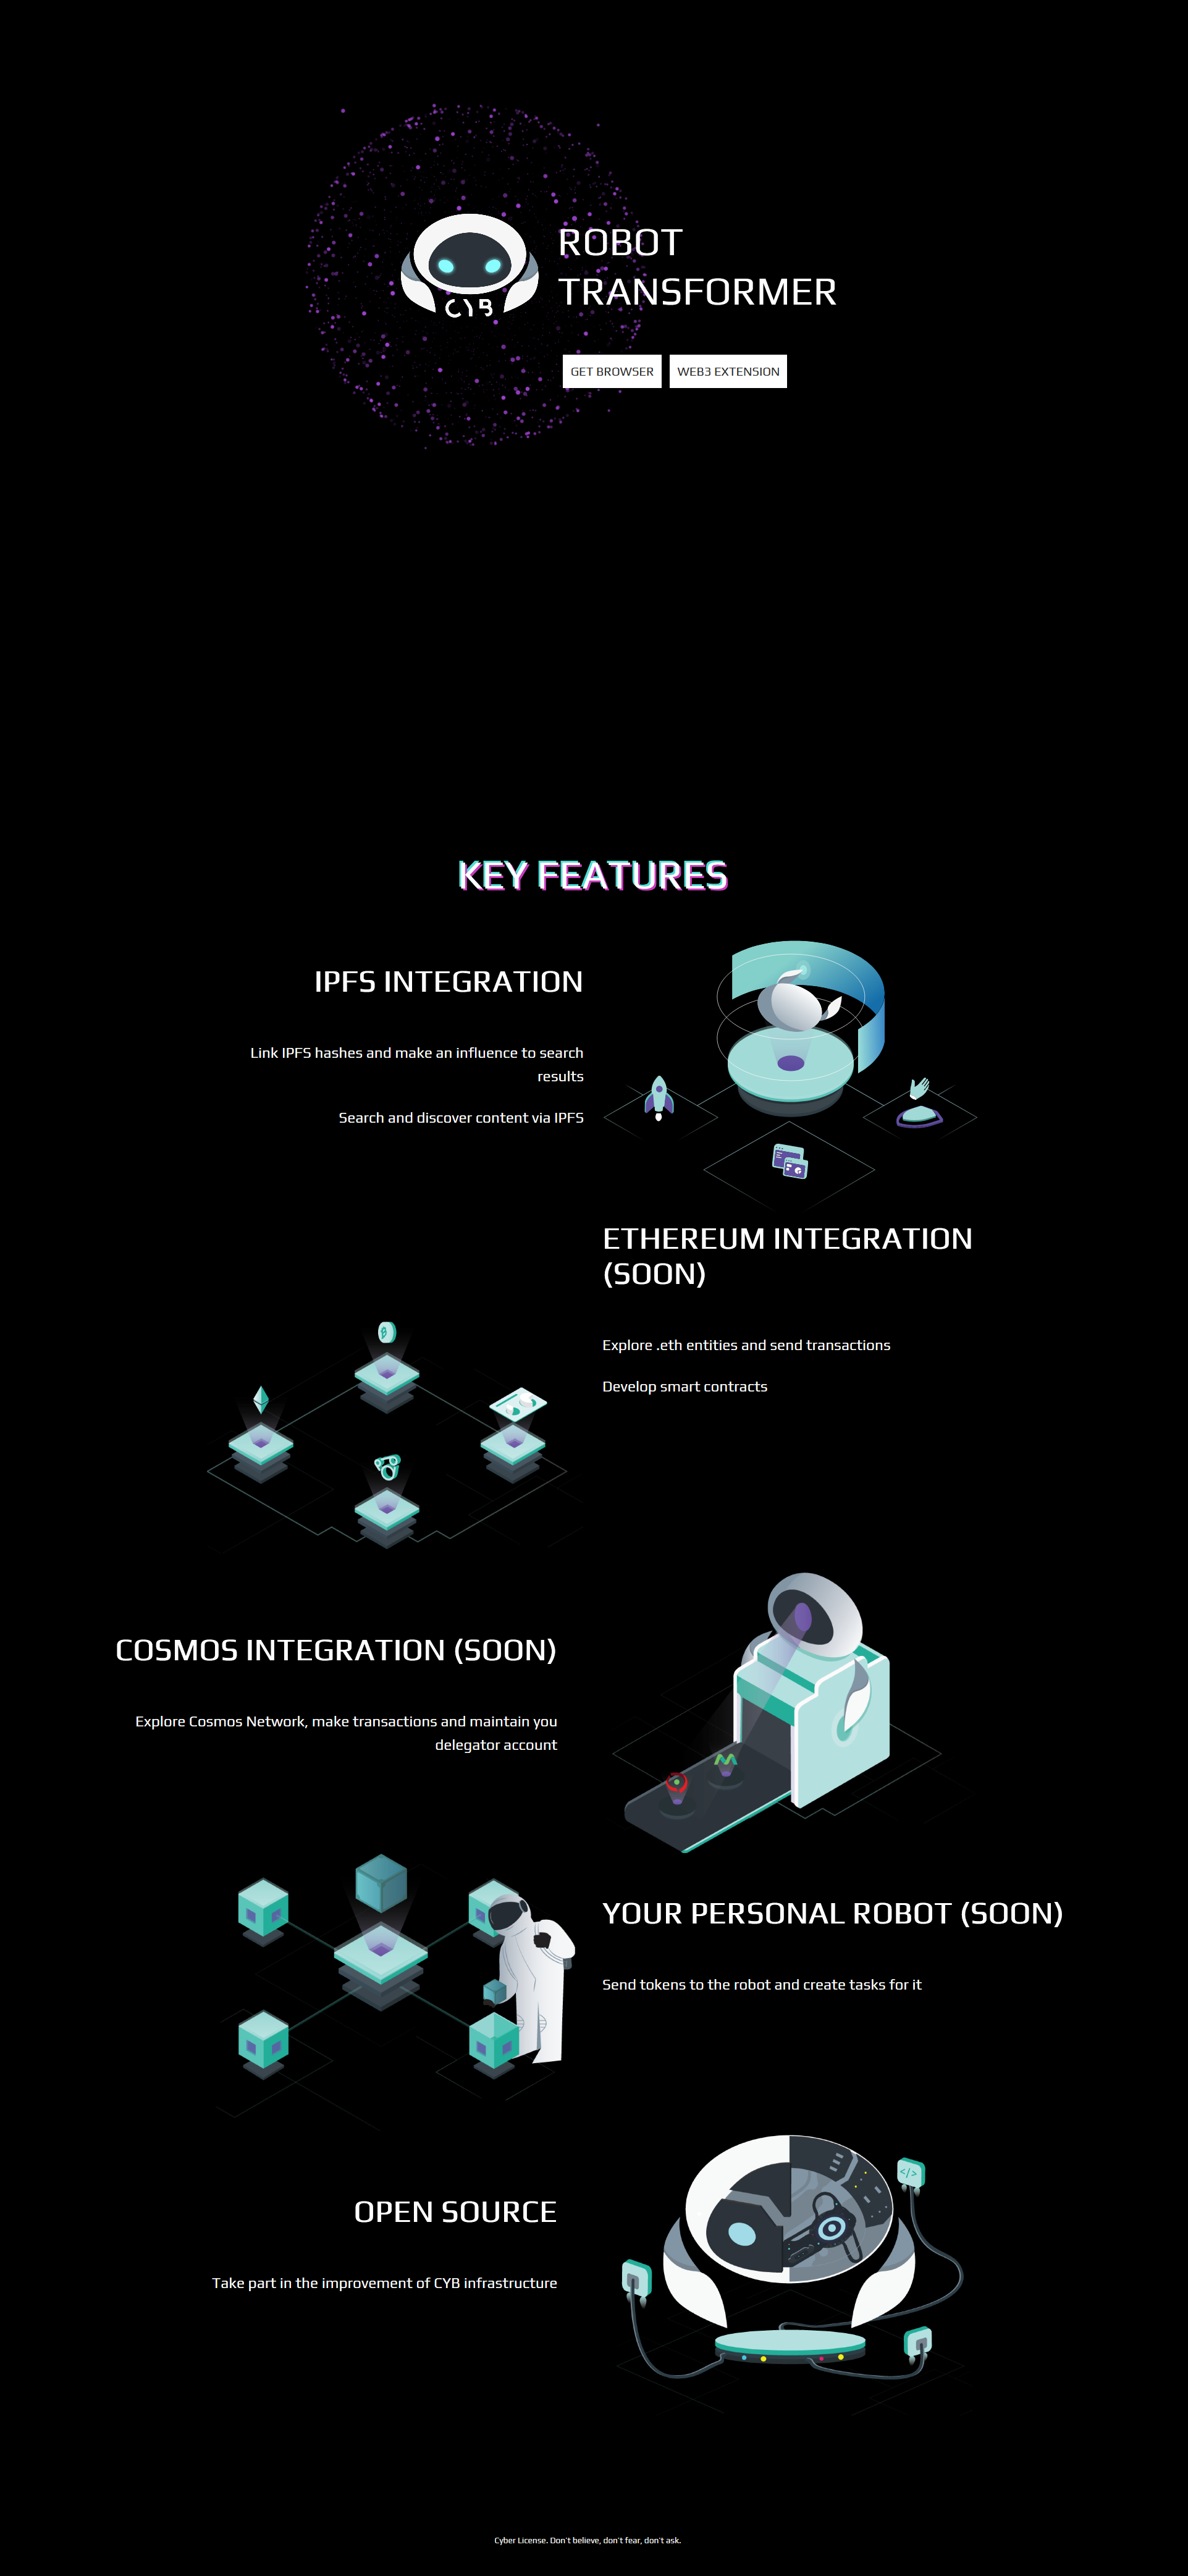 CYB
ROBOT
TRANSFORMER
GET BROWSER
WEB3 EXTENSION
KEY FEATURES
IPFS INTEGRATION
Link IPFS hashes and make an influence to search
results
Search and discover content via IPFS
ETHEREUM INTEGRATION
(SOON)
Explore .eth entities and send transactions
Develop smart contracts
COSMOS INTEGRATION (SOON)
Explore Cosmos Network, make transactions and maintain you
delegator account
YOUR PERSONAL ROBOT (SOON)
Send tokens to the robot and create tasks for it
OPEN SOURCE
Take part in the improvement of CYB infrastructure
</>
Cyber License. Don't believe, don't fear, don't ask.